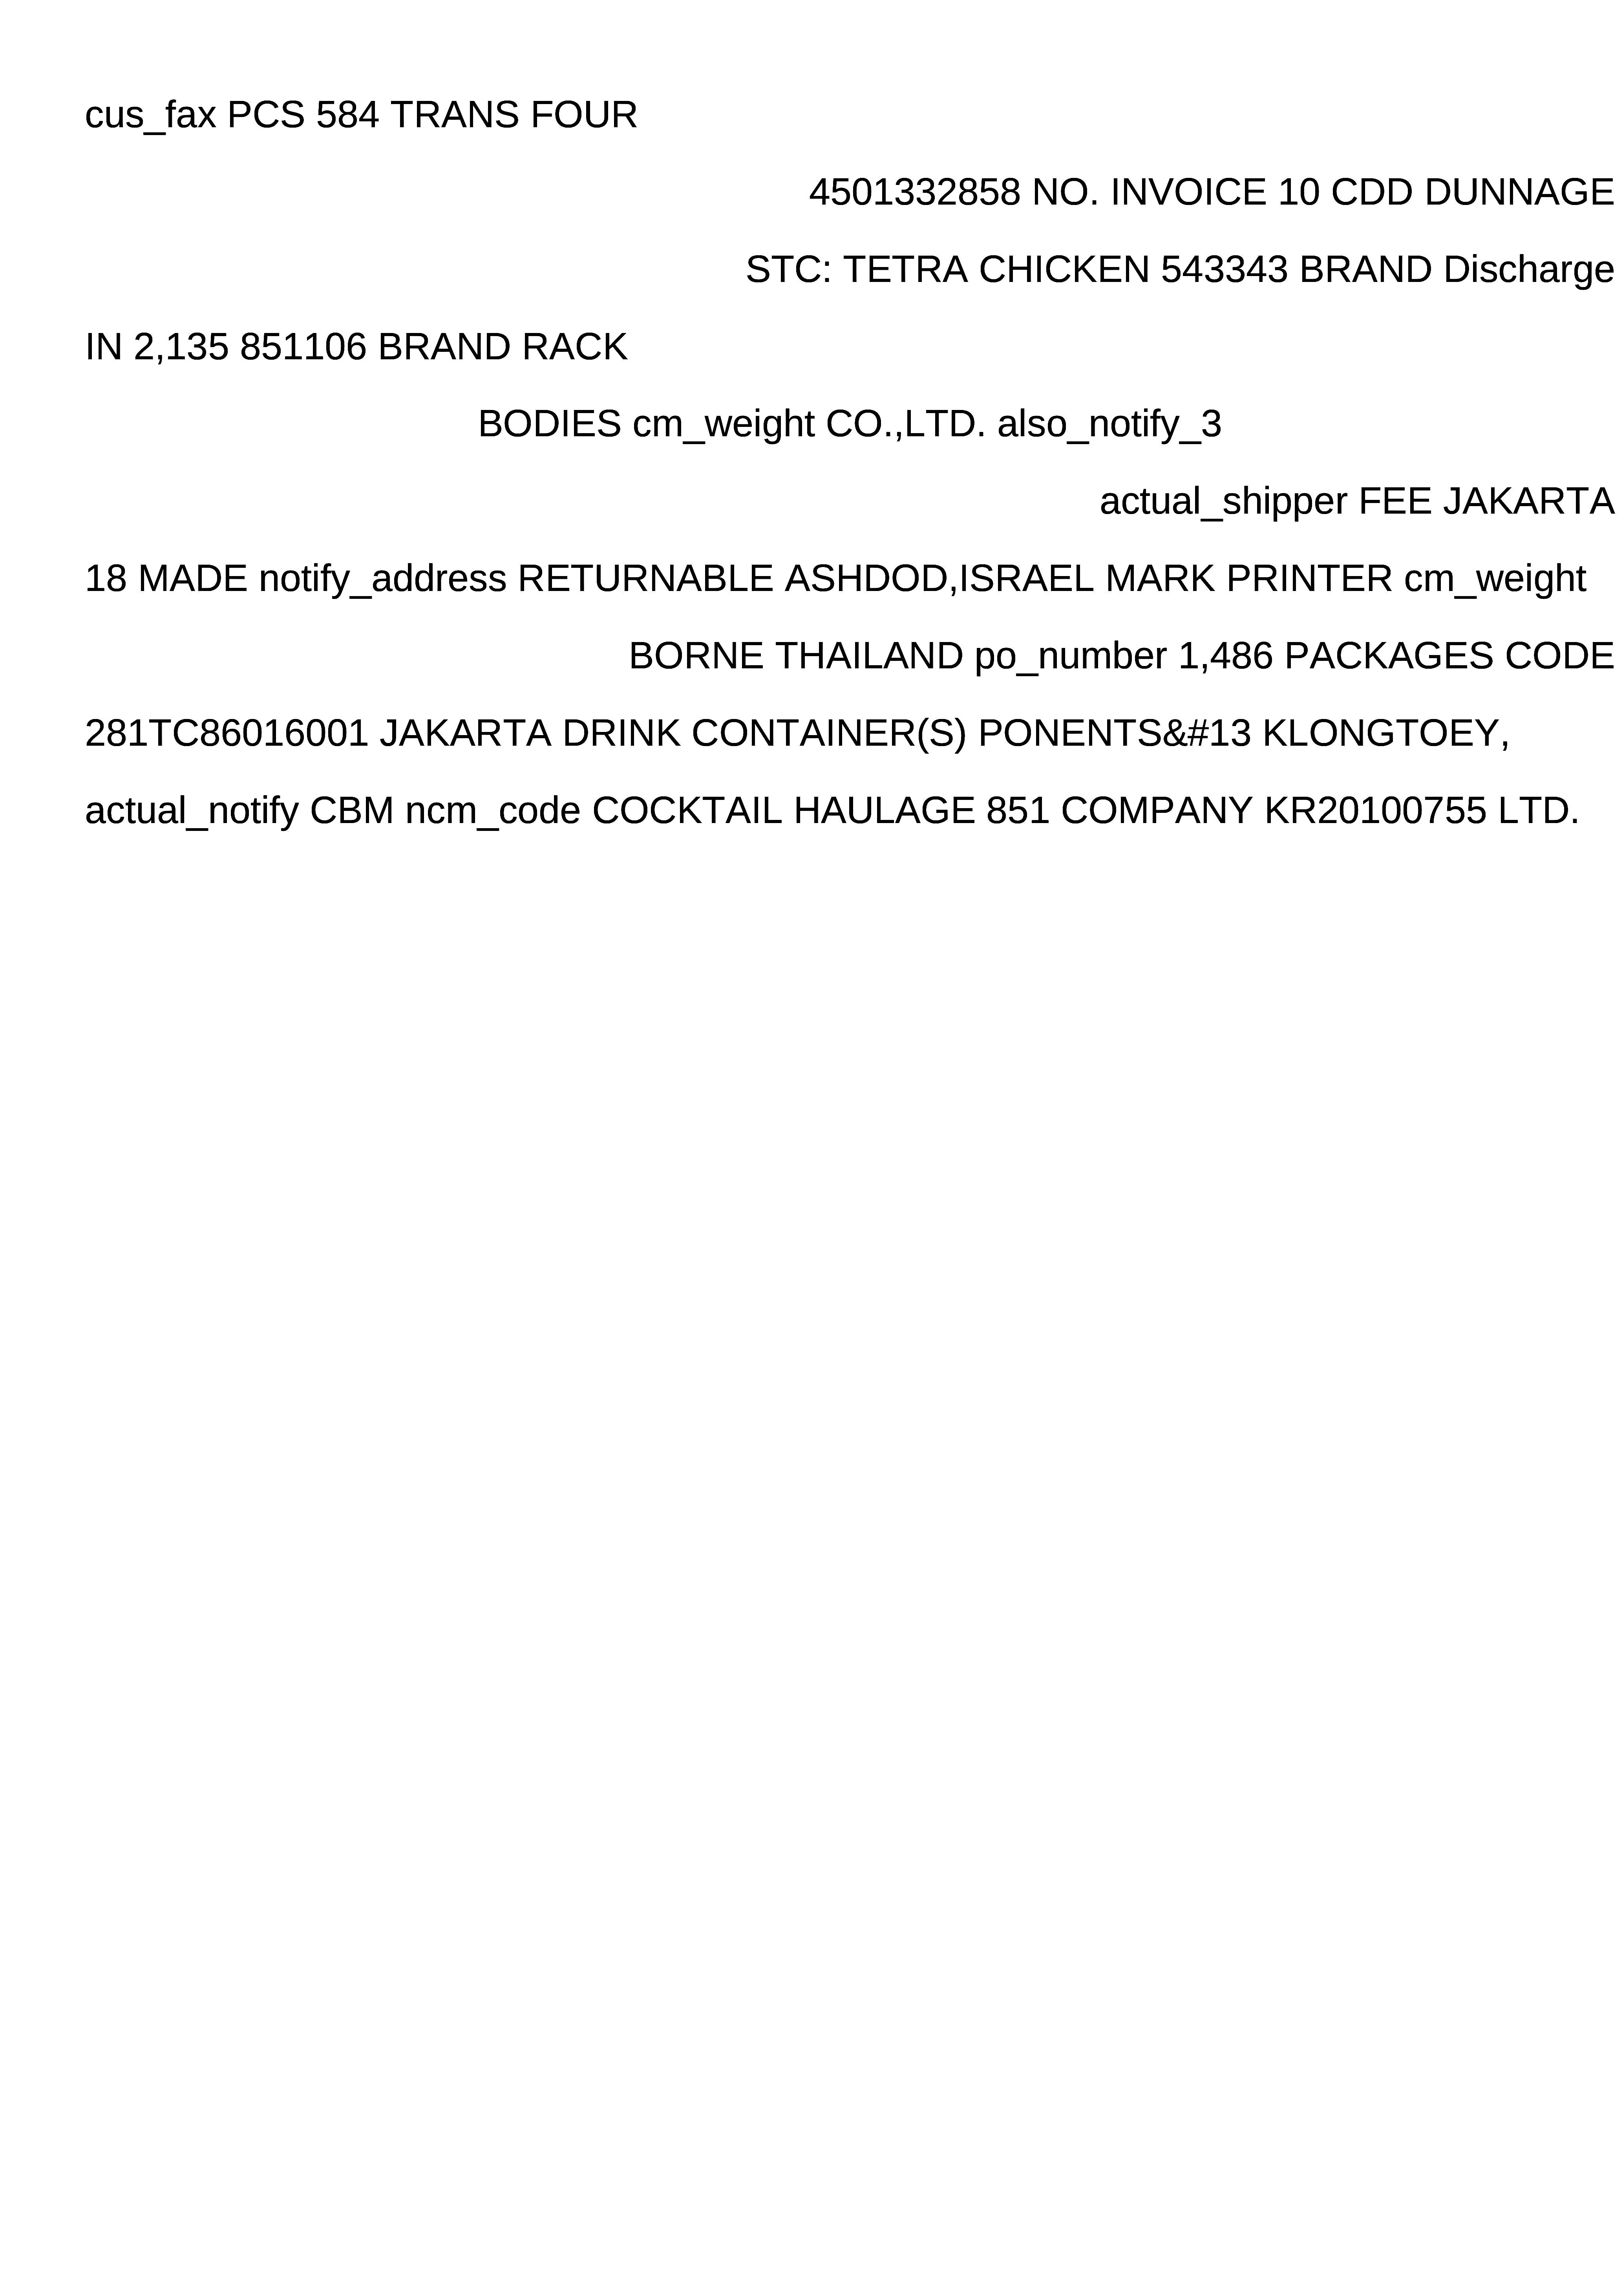 cus_fax PCS 584 TRANS FOUR
4501332858 NO. INVOICE 10 CDD DUNNAGE
STC: TETRA CHICKEN 543343 BRAND Discharge
IN 2,135 851106 BRAND RACK
BODIES cm_weight CO.,LTD. also_notify_3
actual_shipper FEE JAKARTA
18 MADE notify_address RETURNABLE ASHDOD,ISRAEL MARK PRINTER cm_weight
BORNE THAILAND po_number 1,486 PACKAGES CODE
281TC86016001 JAKARTA DRINK CONTAINER(S) PONENTS&#13 KLONGTOEY,
actual_notify CBM ncm_code COCKTAIL HAULAGE 851 COMPANY KR20100755 LTD.